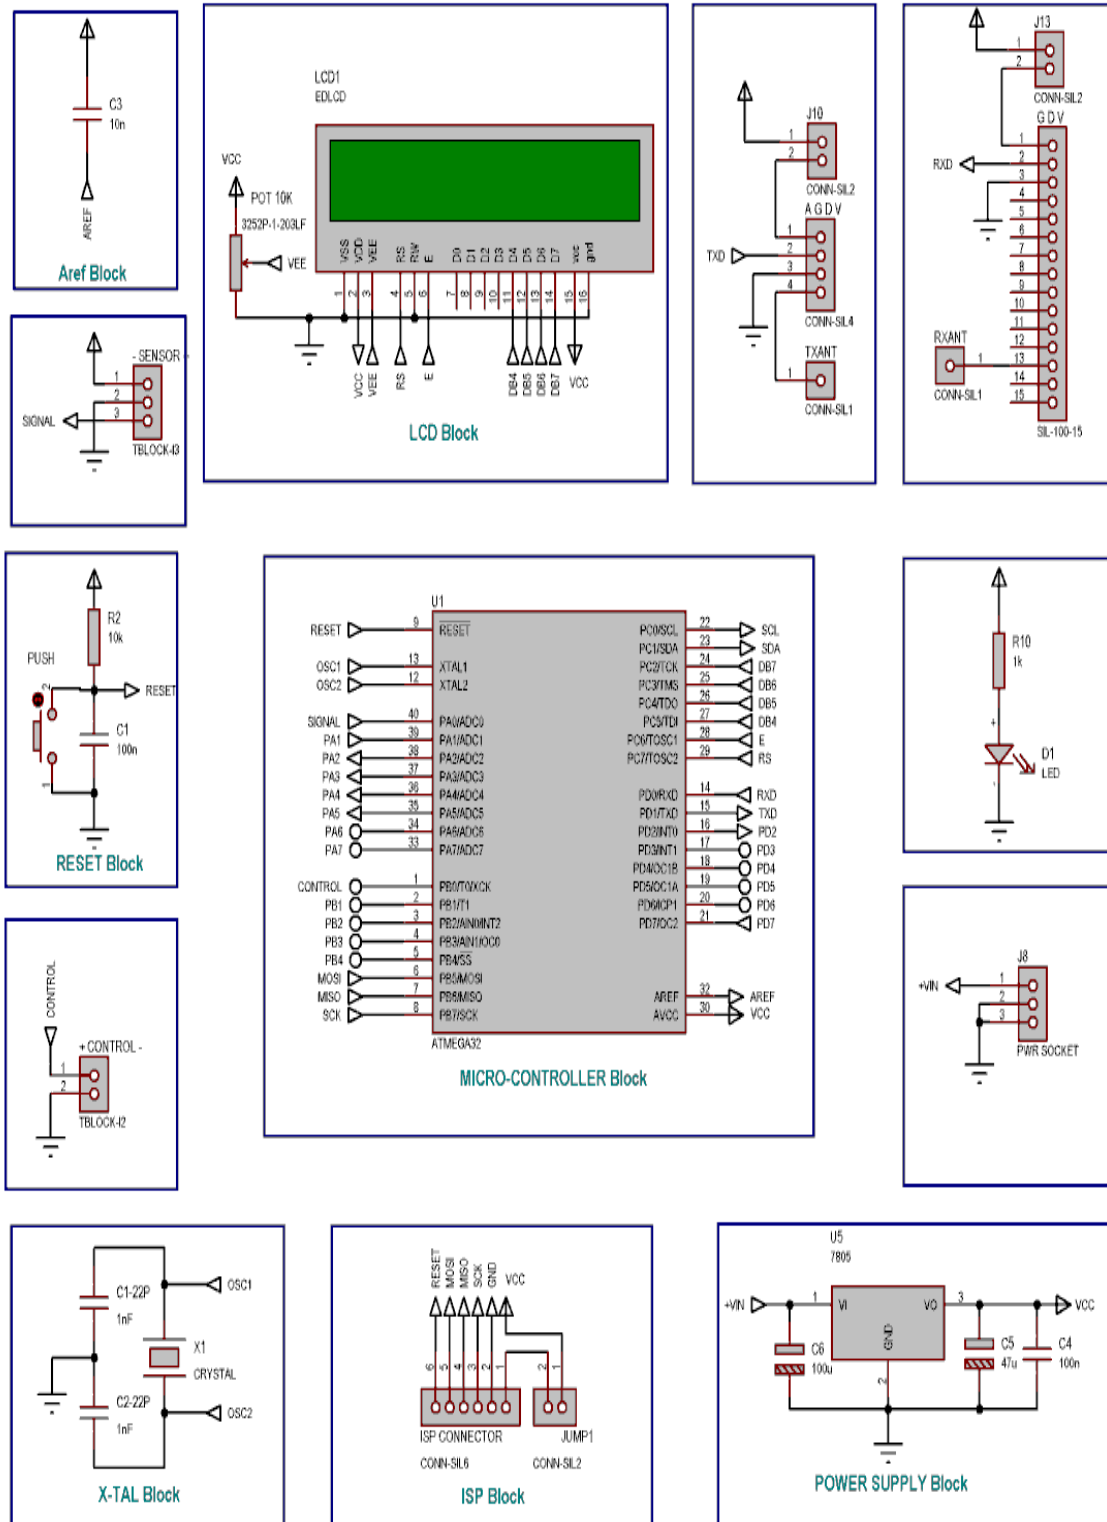 C3
10n
AREF
Aref Block
LCD1
EDLCD
VCC
POT 10K
3252P-1-203LF
VEE
VSS
VDD
VEE
RS
RW
E
D0
D1
D2
D3
D4
D5
D6
D7
vcc
gnd
1
2
3
4
5
6
7
8
9
10
11
12
13
14
15
16
VCC
VEE
RS
E
DB4
DB5
DB6
DB7
VCC
LCD Block
J10
1
2
CONN-SIL2
A G D V
TXD
1
2
3
4
CONN-SIL4
TXANT
1
CONN-SIL1
J13
1
2
CONN-SIL2
G D V
RXD
1
2
3
4
5
6
7
8
9
10
11
12
13
14
15
RXANT
1
CONN-SIL1
SIL-100-15
- SENSOR -
1
2
3
SIGNAL
TBLOCK-I3
R2
10k
PUSH
2
RESET
C1
100n
1
RESET Block
U1
RESET 9 RESET
OSC1 13 XTAL1
OSC2 12 XTAL2
SIGNAL 40 PA0/ADC0
PA1 39 PA1/ADC1
PA2 38 PA2/ADC2
PA3 37 PA3/ADC3
PA4 36 PA4/ADC4
PA5 35 PA5/ADC5
PA6 34 PA6/ADC6
PA7 33 PA7/ADC7
CONTROL 1 PB0/T0/XCK
PB1 2 PB1/T1
PB2 3 PB2/AIN0/INT2
PB3 4 PB3/AIN1/OC0
PB4 5 PB4/SS
MOSI 6 PB5/MOSI
MISO 7 PB6/MISO
SCK 8 PB7/SCK
PC0/SCL 22 SCL
PC1/SDA 23 SDA
PC2/TCK 24 DB7
PC3/TMS 25 DB6
PC4/TDO 26 DB5
PC5/TDI 27 DB4
PC6/TOSC1 28 E
PC7/TOSC2 29 RS
PD0/RXD 14 RXD
PD1/TXD 15 TXD
PD2/INT0 16 PD2
PD3/INT1 17 PD3
PD4/OC1B 18 PD4
PD5/OC1A 19 PD5
PD6/ICP1 20 PD6
PD7/OC2 21 PD7
AREF 32 AREF
AVCC 30 VCC
ATMEGA32
MICRO-CONTROLLER Block
R10
1k
+
D1
LED
-
CONTROL
+ CONTROL -
1
2
TBLOCK-I2
J8
+VIN
1
2
3
PWR SOCKET
C1-22P
1nF
OSC1
X1
CRYSTAL
C2-22P
1nF
OSC2
X-TAL Block
RESET
MOSI
MISO
SCK
GND
VCC
6
5
4
3
2
1
2
1
ISP CONNECTOR
JUMP1
CONN-SIL6
CONN-SIL2
ISP Block
U5
7805
+VIN
1
VI
VO
3
VCC
GND
2
C6
100u
C5
47u
C4
100n
POWER SUPPLY Block